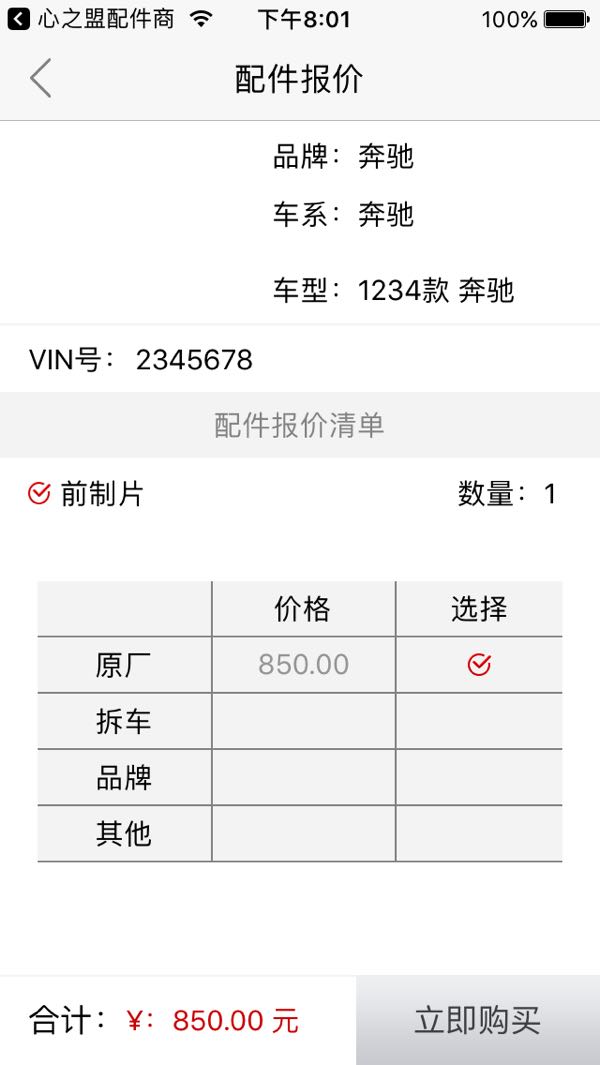 心之盟配件商 下午8:01 100%
配件报价
品牌：奔驰
车系：奔驰
车型：1234款 奔驰
VIN号： 2345678
配件报价清单
前制片 数量：1
价格 选择
原厂 850.00
拆车
品牌
其他
合计：¥：850.00 元 立即购买